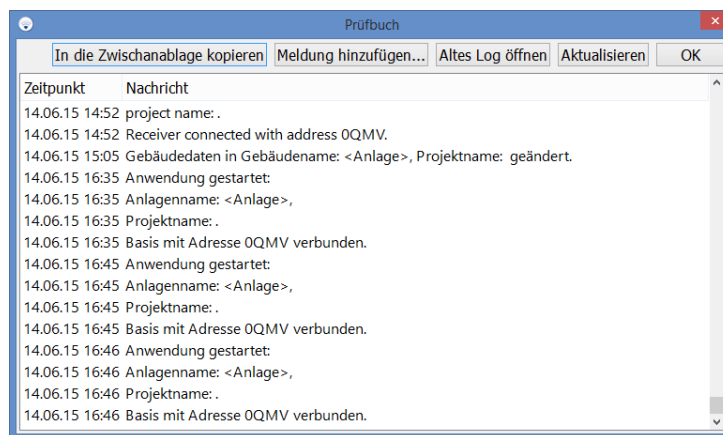 Prüfbuch
In die Zwischanablage kopieren Meldung hinzufügen... Altes Log öffnen Aktualisieren OK
Zeitpunkt Nachricht
14.06.15 14:52 project name: .
14.06.15 14:52 Receiver connected with address 0QMV.
14.06.15 15:05 Gebäudedaten in Gebäudename: <Anlage>, Projektname:  geändert.
14.06.15 16:35 Anwendung gestartet:
14.06.15 16:35 Anlagenname: <Anlage>,
14.06.15 16:35 Projektname: .
14.06.15 16:35 Basis mit Adresse 0QMV verbunden.
14.06.15 16:45 Anwendung gestartet:
14.06.15 16:45 Anlagenname: <Anlage>,
14.06.15 16:45 Projektname: .
14.06.15 16:45 Basis mit Adresse 0QMV verbunden.
14.06.15 16:46 Anwendung gestartet:
14.06.15 16:46 Anlagenname: <Anlage>,
14.06.15 16:46 Projektname: .
14.06.15 16:46 Basis mit Adresse 0QMV verbunden.